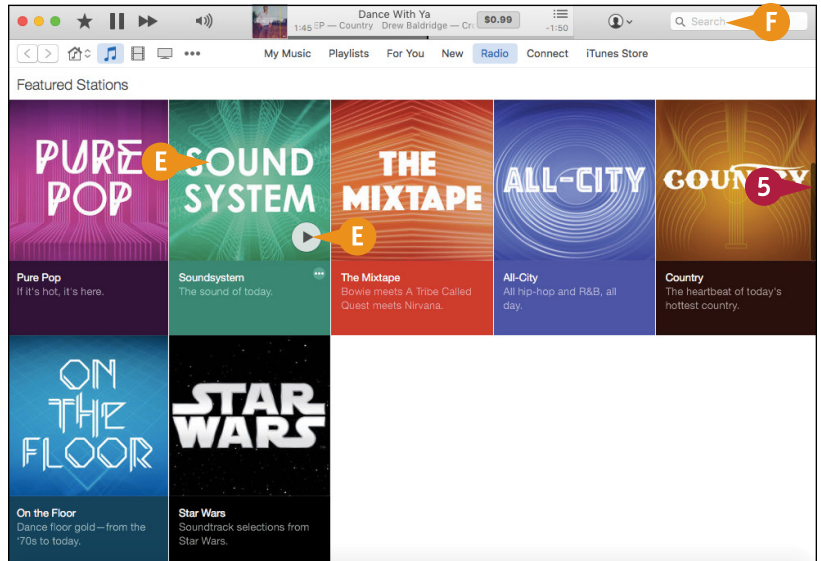 Dance With Ya
1:45 EP — Country Drew Baldridge — Cr
$0.99
-1:50
Search
F
My Music Playlists For You New Radio Connect iTunes Store
Featured Stations
PURE
POP
E
SOUND
SYSTEM
E
THE
MIXTAPE
ALL-CITY
COUNTRY
5
Pure Pop
If it's hot, it's here.
Soundsystem
The sound of today.
The Mixtape
Bowie meets A Tribe Called
Quest meets Nirvana.
All-City
All hip-hop and R&B, all
day.
Country
The heartbeat of today's
hottest country.
ON
THE
FLOOR
STAR
WARS
On the Floor
Dance floor gold—from the
'70s to today.
Star Wars
Soundtrack selections from
Star Wars.